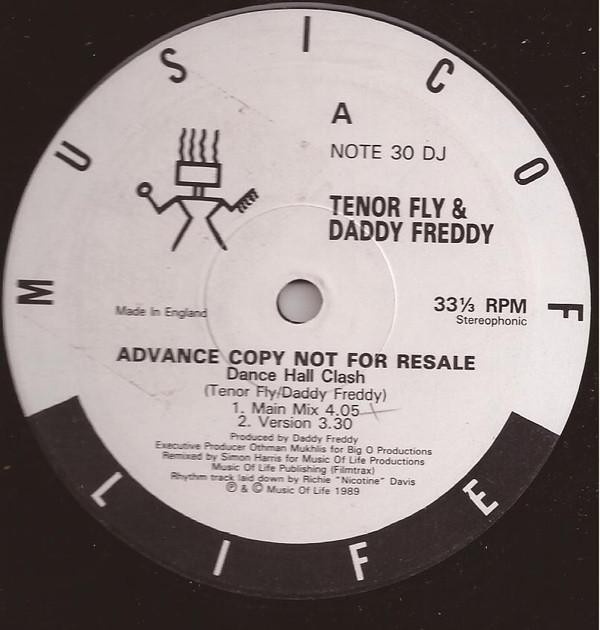 MUSIC OF
LIFE
A
NOTE 30 DJ
TENOR FLY &
DADDY FREDDY
Made In England
33⅓ RPM
Stereophonic
ADVANCE COPY NOT FOR RESALE
Dance Hall Clash
(Tenor Fly/Daddy Freddy)
1. Main Mix 4.05
2. Version 3.30
Produced by Daddy Freddy
Executive Producer Othman Mukhlis for Big O Productions
Remixed by Simon Harris for Music Of Life Productions
Music Of Life Publishing (Filmtrax)
Rhythm track laid down by Richie "Nicotine" Davis
℗ & © Music Of Life 1989